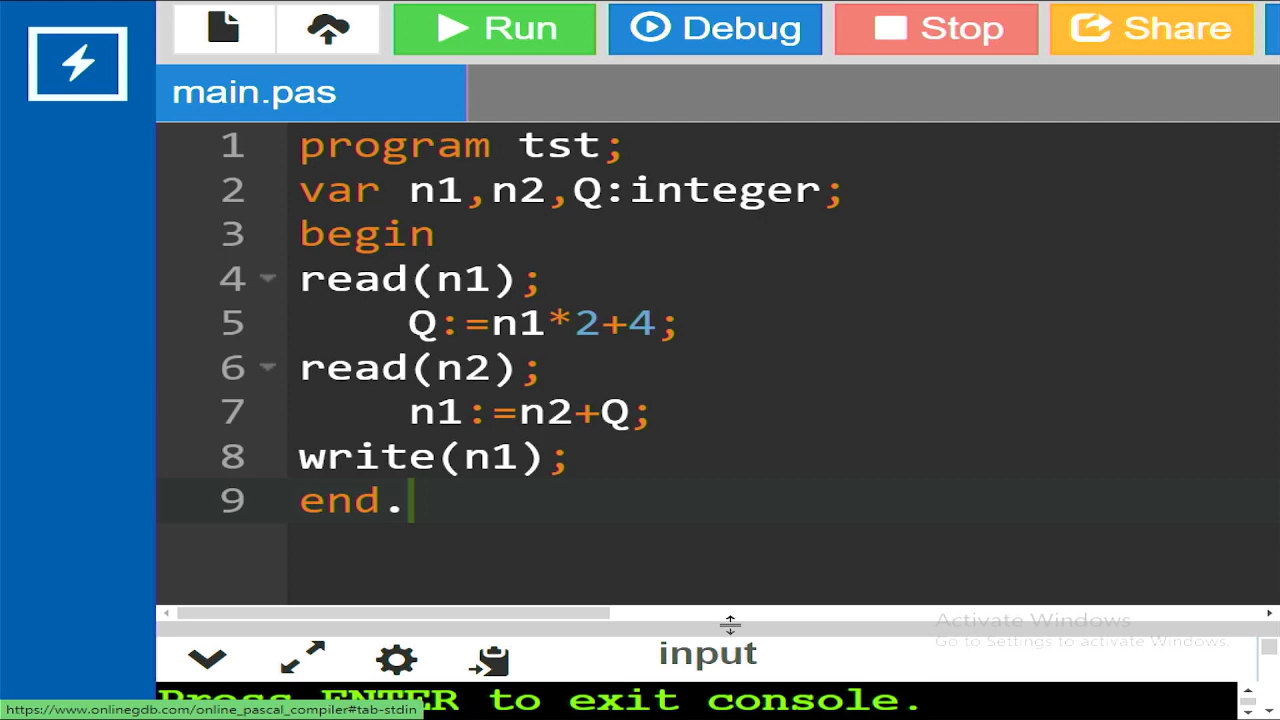 Run Debug Stop Share
main.pas
1 program tst;
2 var n1,n2,Q:integer;
3 begin
4 read(n1);
5 Q:=n1*2+4;
6 read(n2);
7 n1:=n2+Q;
8 write(n1);
9 end.
Activate Windows
Go to Settings to activate Windows.
input
Press ENTER to exit console.
https://www.onlinegdb.com/online_pascal_compiler#tab-stdin